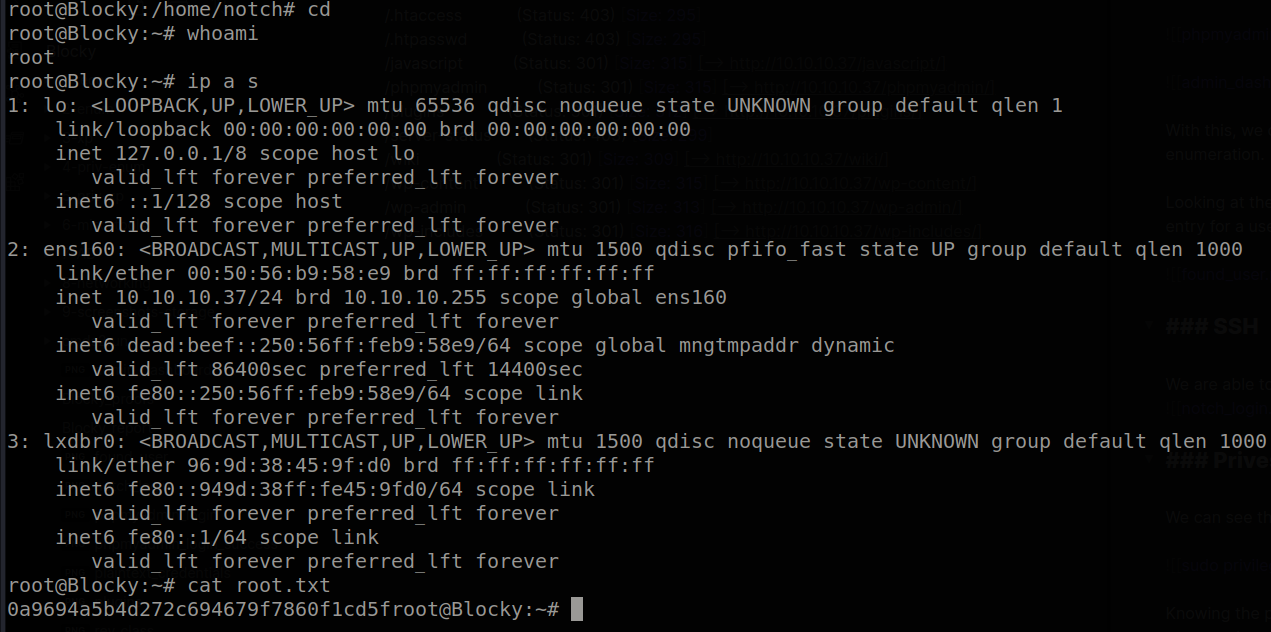 root@Blocky:/home/notch# cd
root@Blocky:~# whoami
root
root@Blocky:~# ip a s
1: lo: <LOOPBACK,UP,LOWER_UP> mtu 65536 qdisc noqueue state UNKNOWN group default qlen 1
    link/loopback 00:00:00:00:00:00 brd 00:00:00:00:00:00
    inet 127.0.0.1/8 scope host lo
       valid_lft forever preferred_lft forever
    inet6 ::1/128 scope host
       valid_lft forever preferred_lft forever
2: ens160: <BROADCAST,MULTICAST,UP,LOWER_UP> mtu 1500 qdisc pfifo_fast state UP group default qlen 1000
    link/ether 00:50:56:b9:58:e9 brd ff:ff:ff:ff:ff:ff
    inet 10.10.10.37/24 brd 10.10.10.255 scope global ens160
       valid_lft forever preferred_lft forever
    inet6 dead:beef::250:56ff:feb9:58e9/64 scope global mngtmpaddr dynamic
       valid_lft 86400sec preferred_lft 14400sec
    inet6 fe80::250:56ff:feb9:58e9/64 scope link
       valid_lft forever preferred_lft forever
3: lxdbr0: <BROADCAST,MULTICAST,UP,LOWER_UP> mtu 1500 qdisc noqueue state UNKNOWN group default qlen 1000
    link/ether 96:9d:38:45:9f:d0 brd ff:ff:ff:ff:ff:ff
    inet6 fe80::949d:38ff:fe45:9fd0/64 scope link
       valid_lft forever preferred_lft forever
    inet6 fe80::1/64 scope link
       valid_lft forever preferred_lft forever
root@Blocky:~# cat root.txt
0a9694a5b4d272c694679f7860f1cd5froot@Blocky:~#